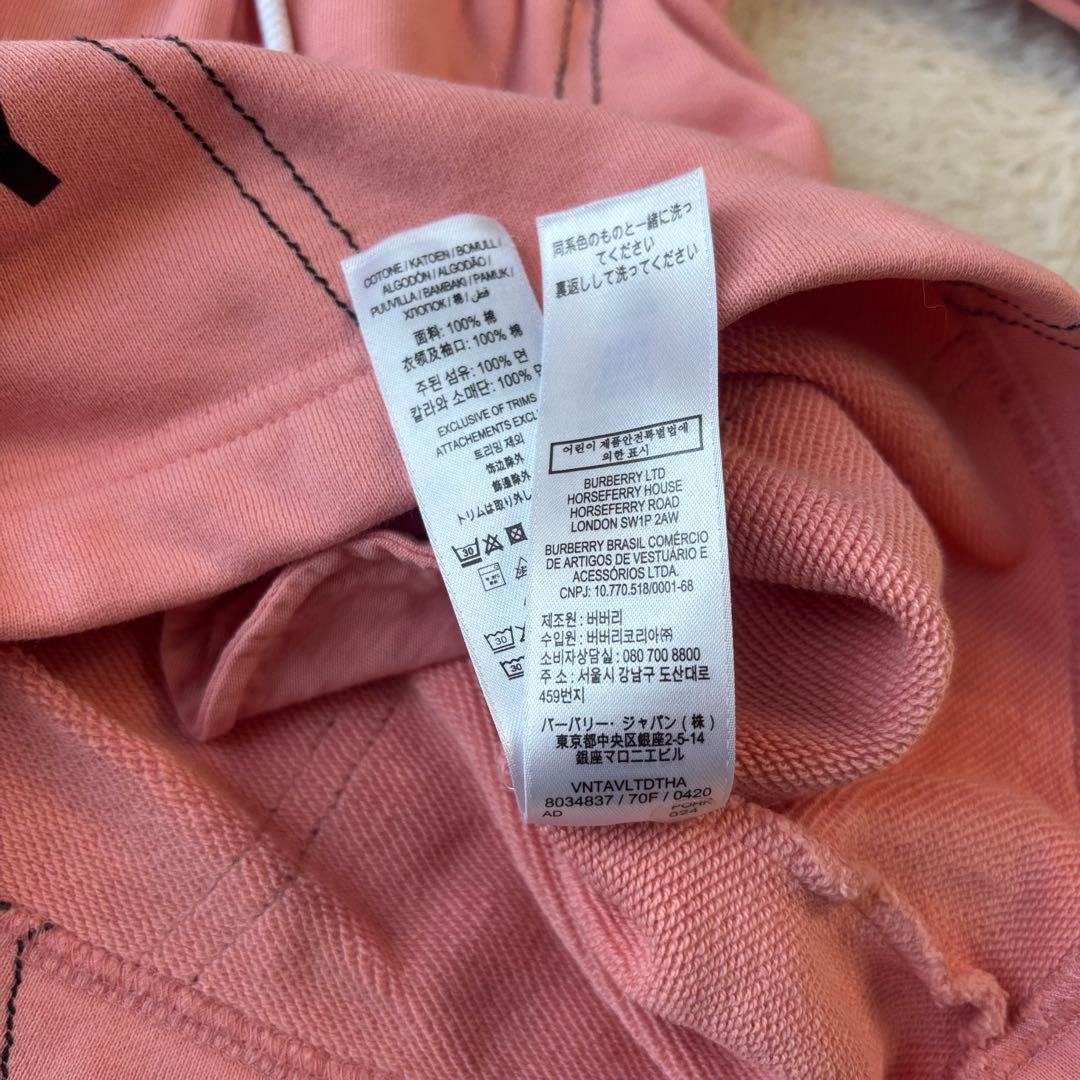 COTONE / KATOEN / BOMULL /
ALGODÓN / ALGODÃO /
PUUVILLA / BAMBAKI / PAMUK /
ХЛОПОК / 棉 / قطن
面料: 100% 棉
衣领及袖口: 100% 棉
주된 섬유: 100% 면
칼라와 소매단: 100%
EXCLUSIVE OF TRIMS
ATTACHEMENTS EXCL
트리밍 제외
饰边除外
飾邊除外
トリムは取り外し
30
30
30
同系色のものと一緒に洗っ
てください
裏返しして洗ってください
어린이 제품안전특별법에
의한 표시
BURBERRY LTD
HORSEFERRY HOUSE
HORSEFERRY ROAD
LONDON SW1P 2AW
BURBERRY BRASIL COMÉRCIO
DE ARTIGOS DE VESTUÁRIO E
ACESSÓRIOS LTDA.
CNPJ: 10.770.518/0001-68
제조원 : 버버리
수입원 : 버버리코리아㈜
소비자상담실 : 080 700 8800
주 소 : 서울시 강남구 도산대로
459번지
バーバリー・ジャパン ( 株 )
東京都中央区銀座2-5-14
銀座マロニエビル
VNTAVLTDTHA
8034837 / 70F / 0420
AD
024